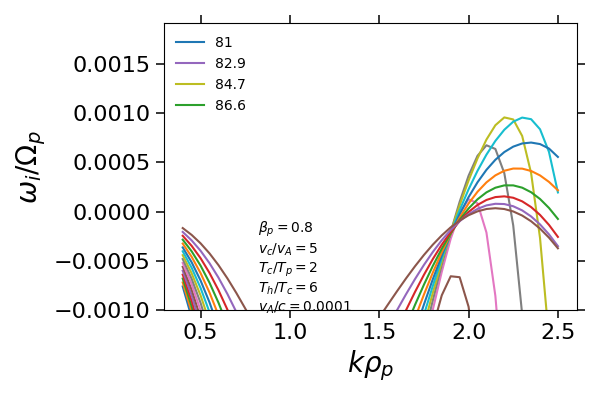 81
82.9
84.7
86.6
0.0015
0.0010
0.0005
0.0000
−0.0005
−0.0010
ω_i/Ω_p
β_p = 0.8
v_c/v_A = 5
T_c/T_p = 2
T_h/T_c = 6
v_A/c = 0.0001
0.5 1.0 1.5 2.0 2.5
kρ_p